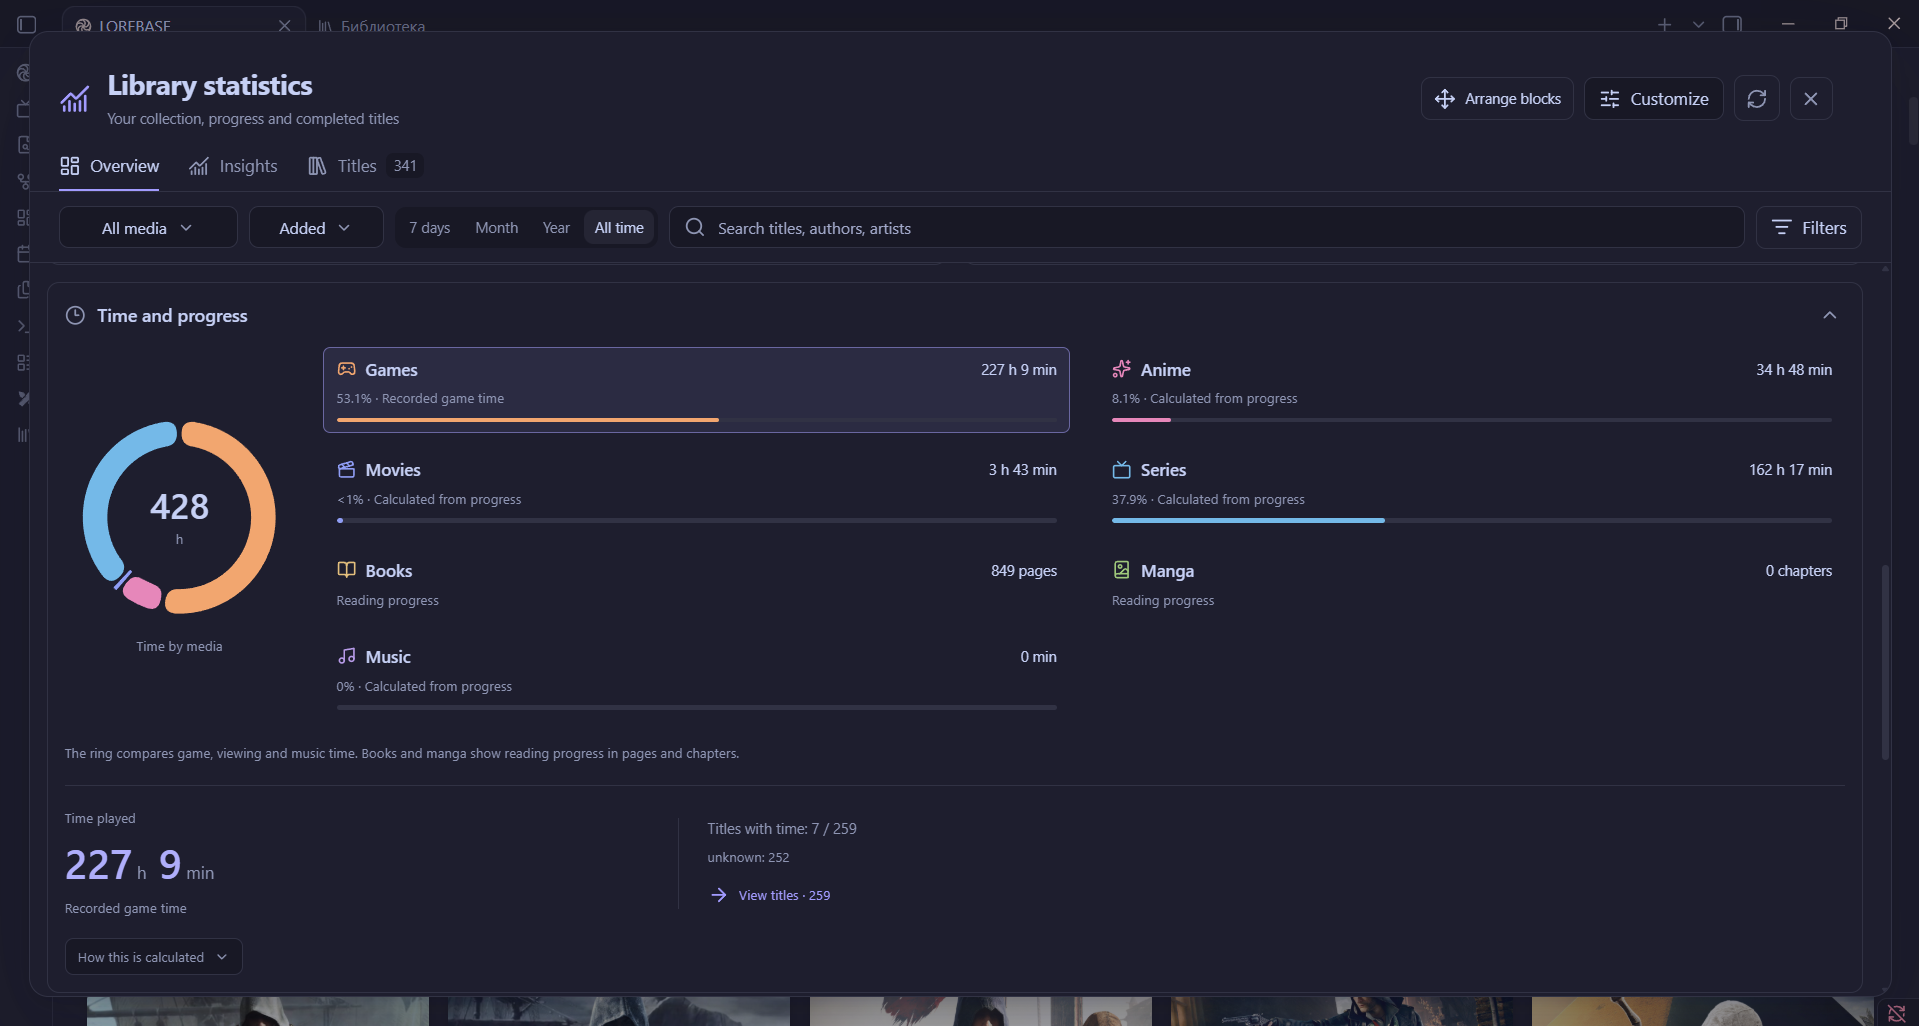 LOREBASE
Библиотека
Library statistics
Your collection, progress and completed titles
Arrange blocks
Customize
Overview
Insights
Titles 341
All media
Added
7 days
Month
Year
All time
Search titles, authors, artists
Filters
Time and progress
428
h
Time by media
Games
227 h 9 min
53.1% · Recorded game time
Anime
34 h 48 min
8.1% · Calculated from progress
Movies
3 h 43 min
<1% · Calculated from progress
Series
162 h 17 min
37.9% · Calculated from progress
Books
849 pages
Reading progress
Manga
0 chapters
Reading progress
Music
0 min
0% · Calculated from progress
The ring compares game, viewing and music time. Books and manga show reading progress in pages and chapters.
Time played
227 h 9 min
Recorded game time
Titles with time: 7 / 259
unknown: 252
View titles · 259
How this is calculated